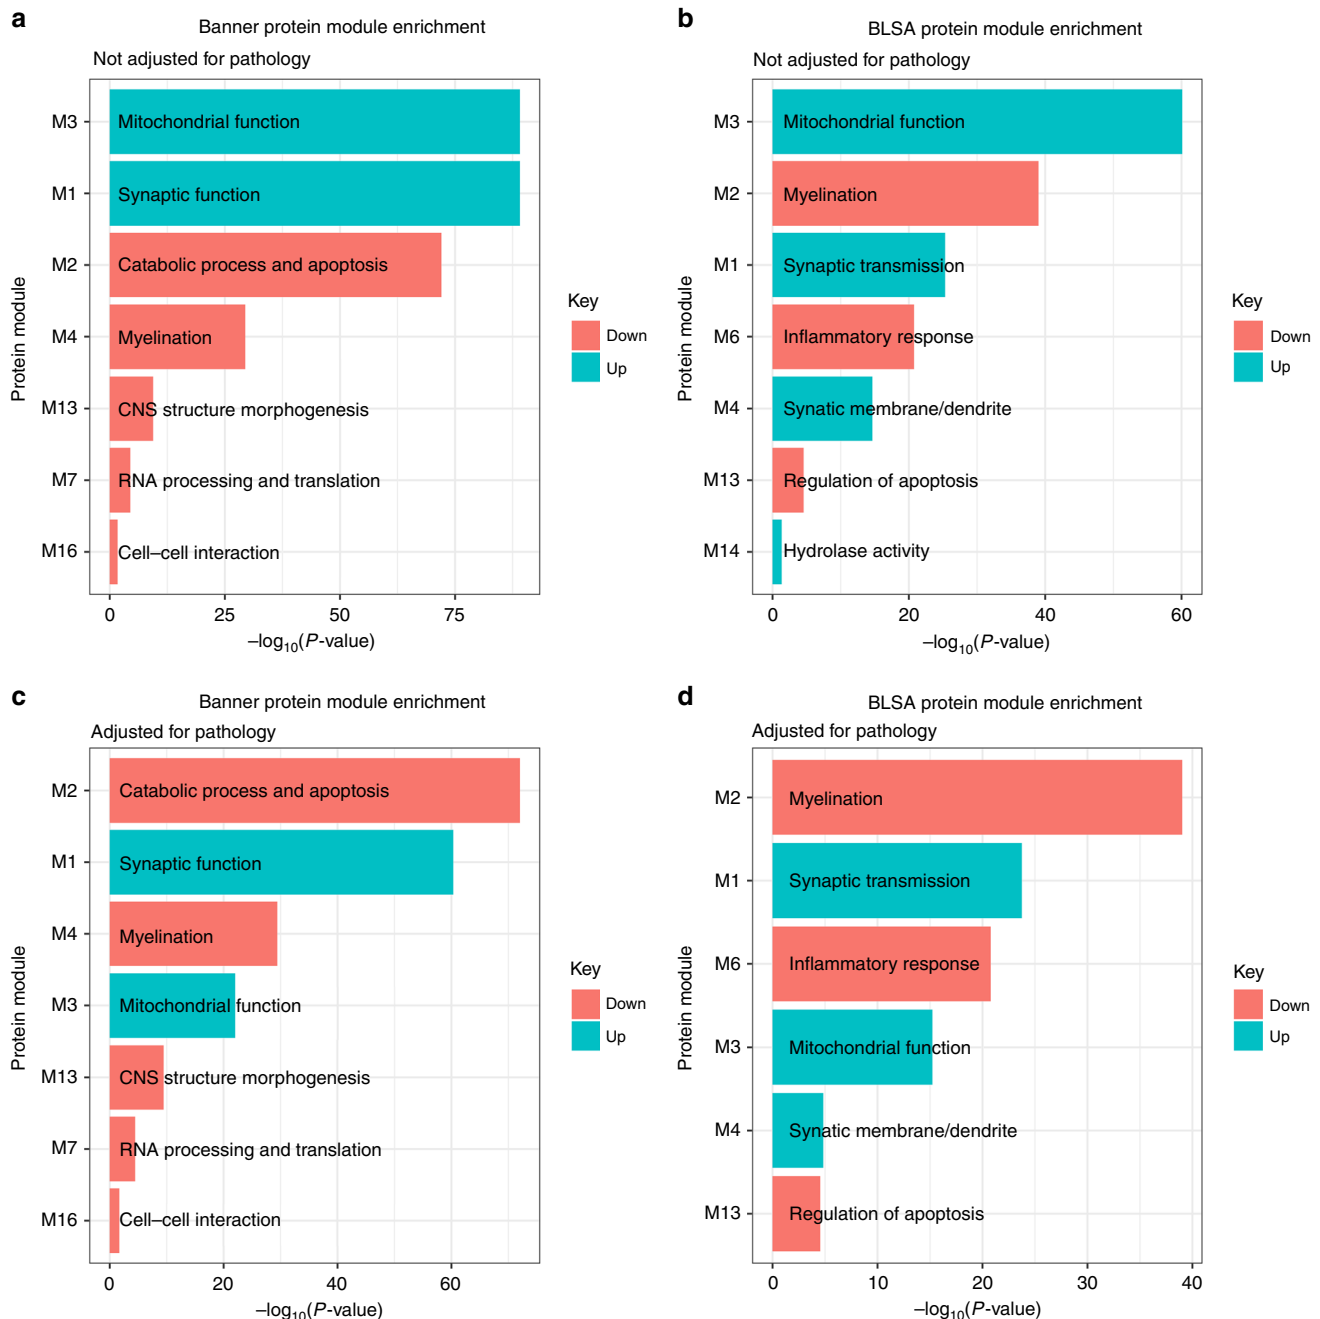 a
Banner protein module enrichment
Not adjusted for pathology
Protein module
M3 Mitochondrial function
M1 Synaptic function
M2 Catabolic process and apoptosis
M4 Myelination
M13 CNS structure morphogenesis
M7 RNA processing and translation
M16 Cell–cell interaction
0 25 50 75
–log10(P-value)
Key
Down
Up
b
BLSA protein module enrichment
Not adjusted for pathology
Protein module
M3 Mitochondrial function
M2 Myelination
M1 Synaptic transmission
M6 Inflammatory response
M4 Synatic membrane/dendrite
M13 Regulation of apoptosis
M14 Hydrolase activity
0 20 40 60
–log10(P-value)
Key
Down
Up
c
Banner protein module enrichment
Adjusted for pathology
Protein module
M2 Catabolic process and apoptosis
M1 Synaptic function
M4 Myelination
M3 Mitochondrial function
M13 CNS structure morphogenesis
M7 RNA processing and translation
M16 Cell–cell interaction
0 20 40 60
–log10(P-value)
Key
Down
Up
d
BLSA protein module enrichment
Adjusted for pathology
Protein module
M2 Myelination
M1 Synaptic transmission
M6 Inflammatory response
M3 Mitochondrial function
M4 Synatic membrane/dendrite
M13 Regulation of apoptosis
0 10 20 30 40
–log10(P-value)
Key
Down
Up